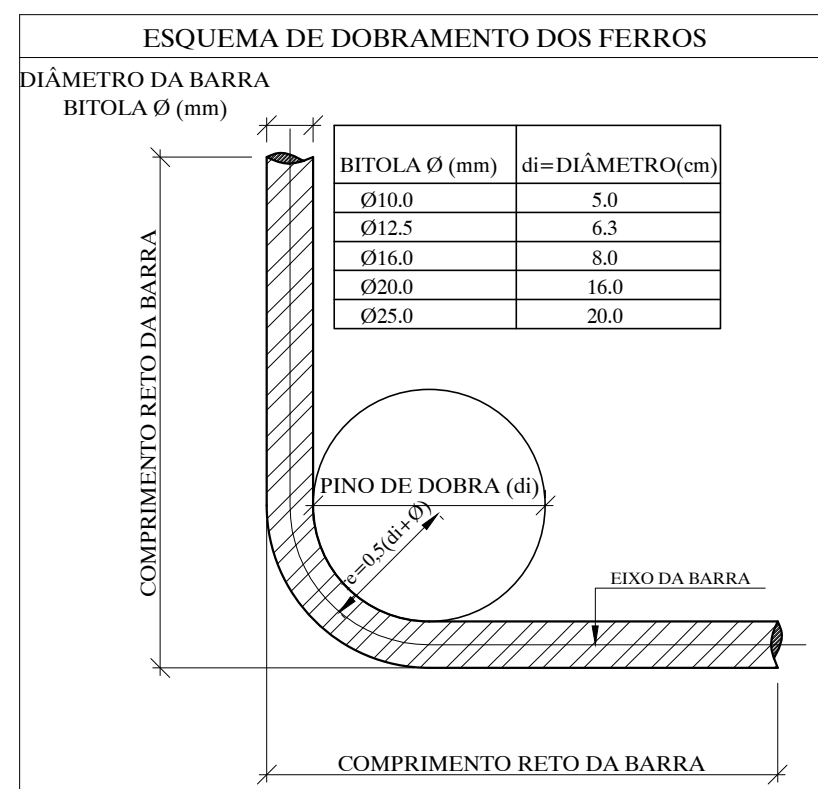 ESQUEMA DE DOBRAMENTO DOS FERROS
DIÂMETRO DA BARRA
BITOLA Ø (mm)
BITOLA Ø (mm) di=DIÂMETRO(cm)
Ø10.0 5.0
Ø12.5 6.3
Ø16.0 8.0
Ø20.0 16.0
Ø25.0 20.0
COMPRIMENTO RETO DA BARRA
PINO DE DOBRA (di)
re=0,5(di+Ø)
EIXO DA BARRA
COMPRIMENTO RETO DA BARRA